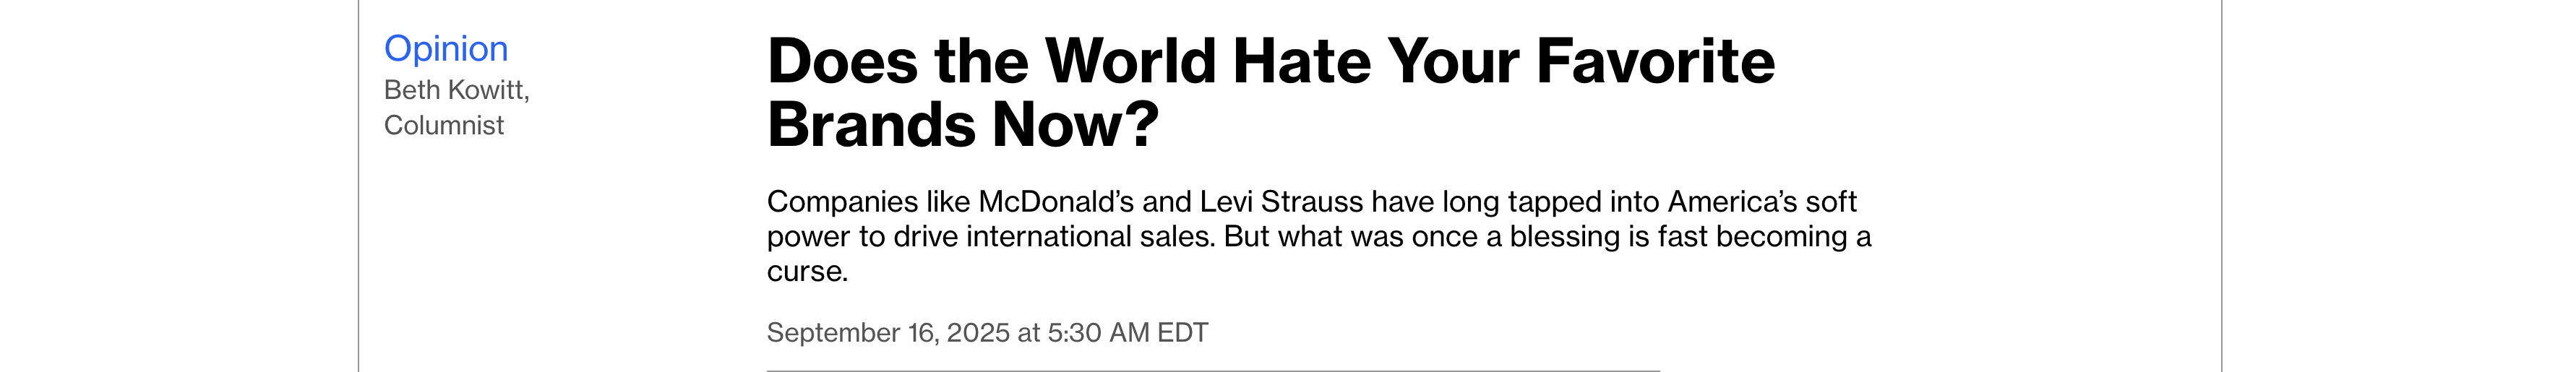 Opinion
Beth Kowitt,
Columnist
Does the World Hate Your Favorite
Brands Now?
Companies like McDonald’s and Levi Strauss have long tapped into America’s soft
power to drive international sales. But what was once a blessing is fast becoming a
curse.
September 16, 2025 at 5:30 AM EDT